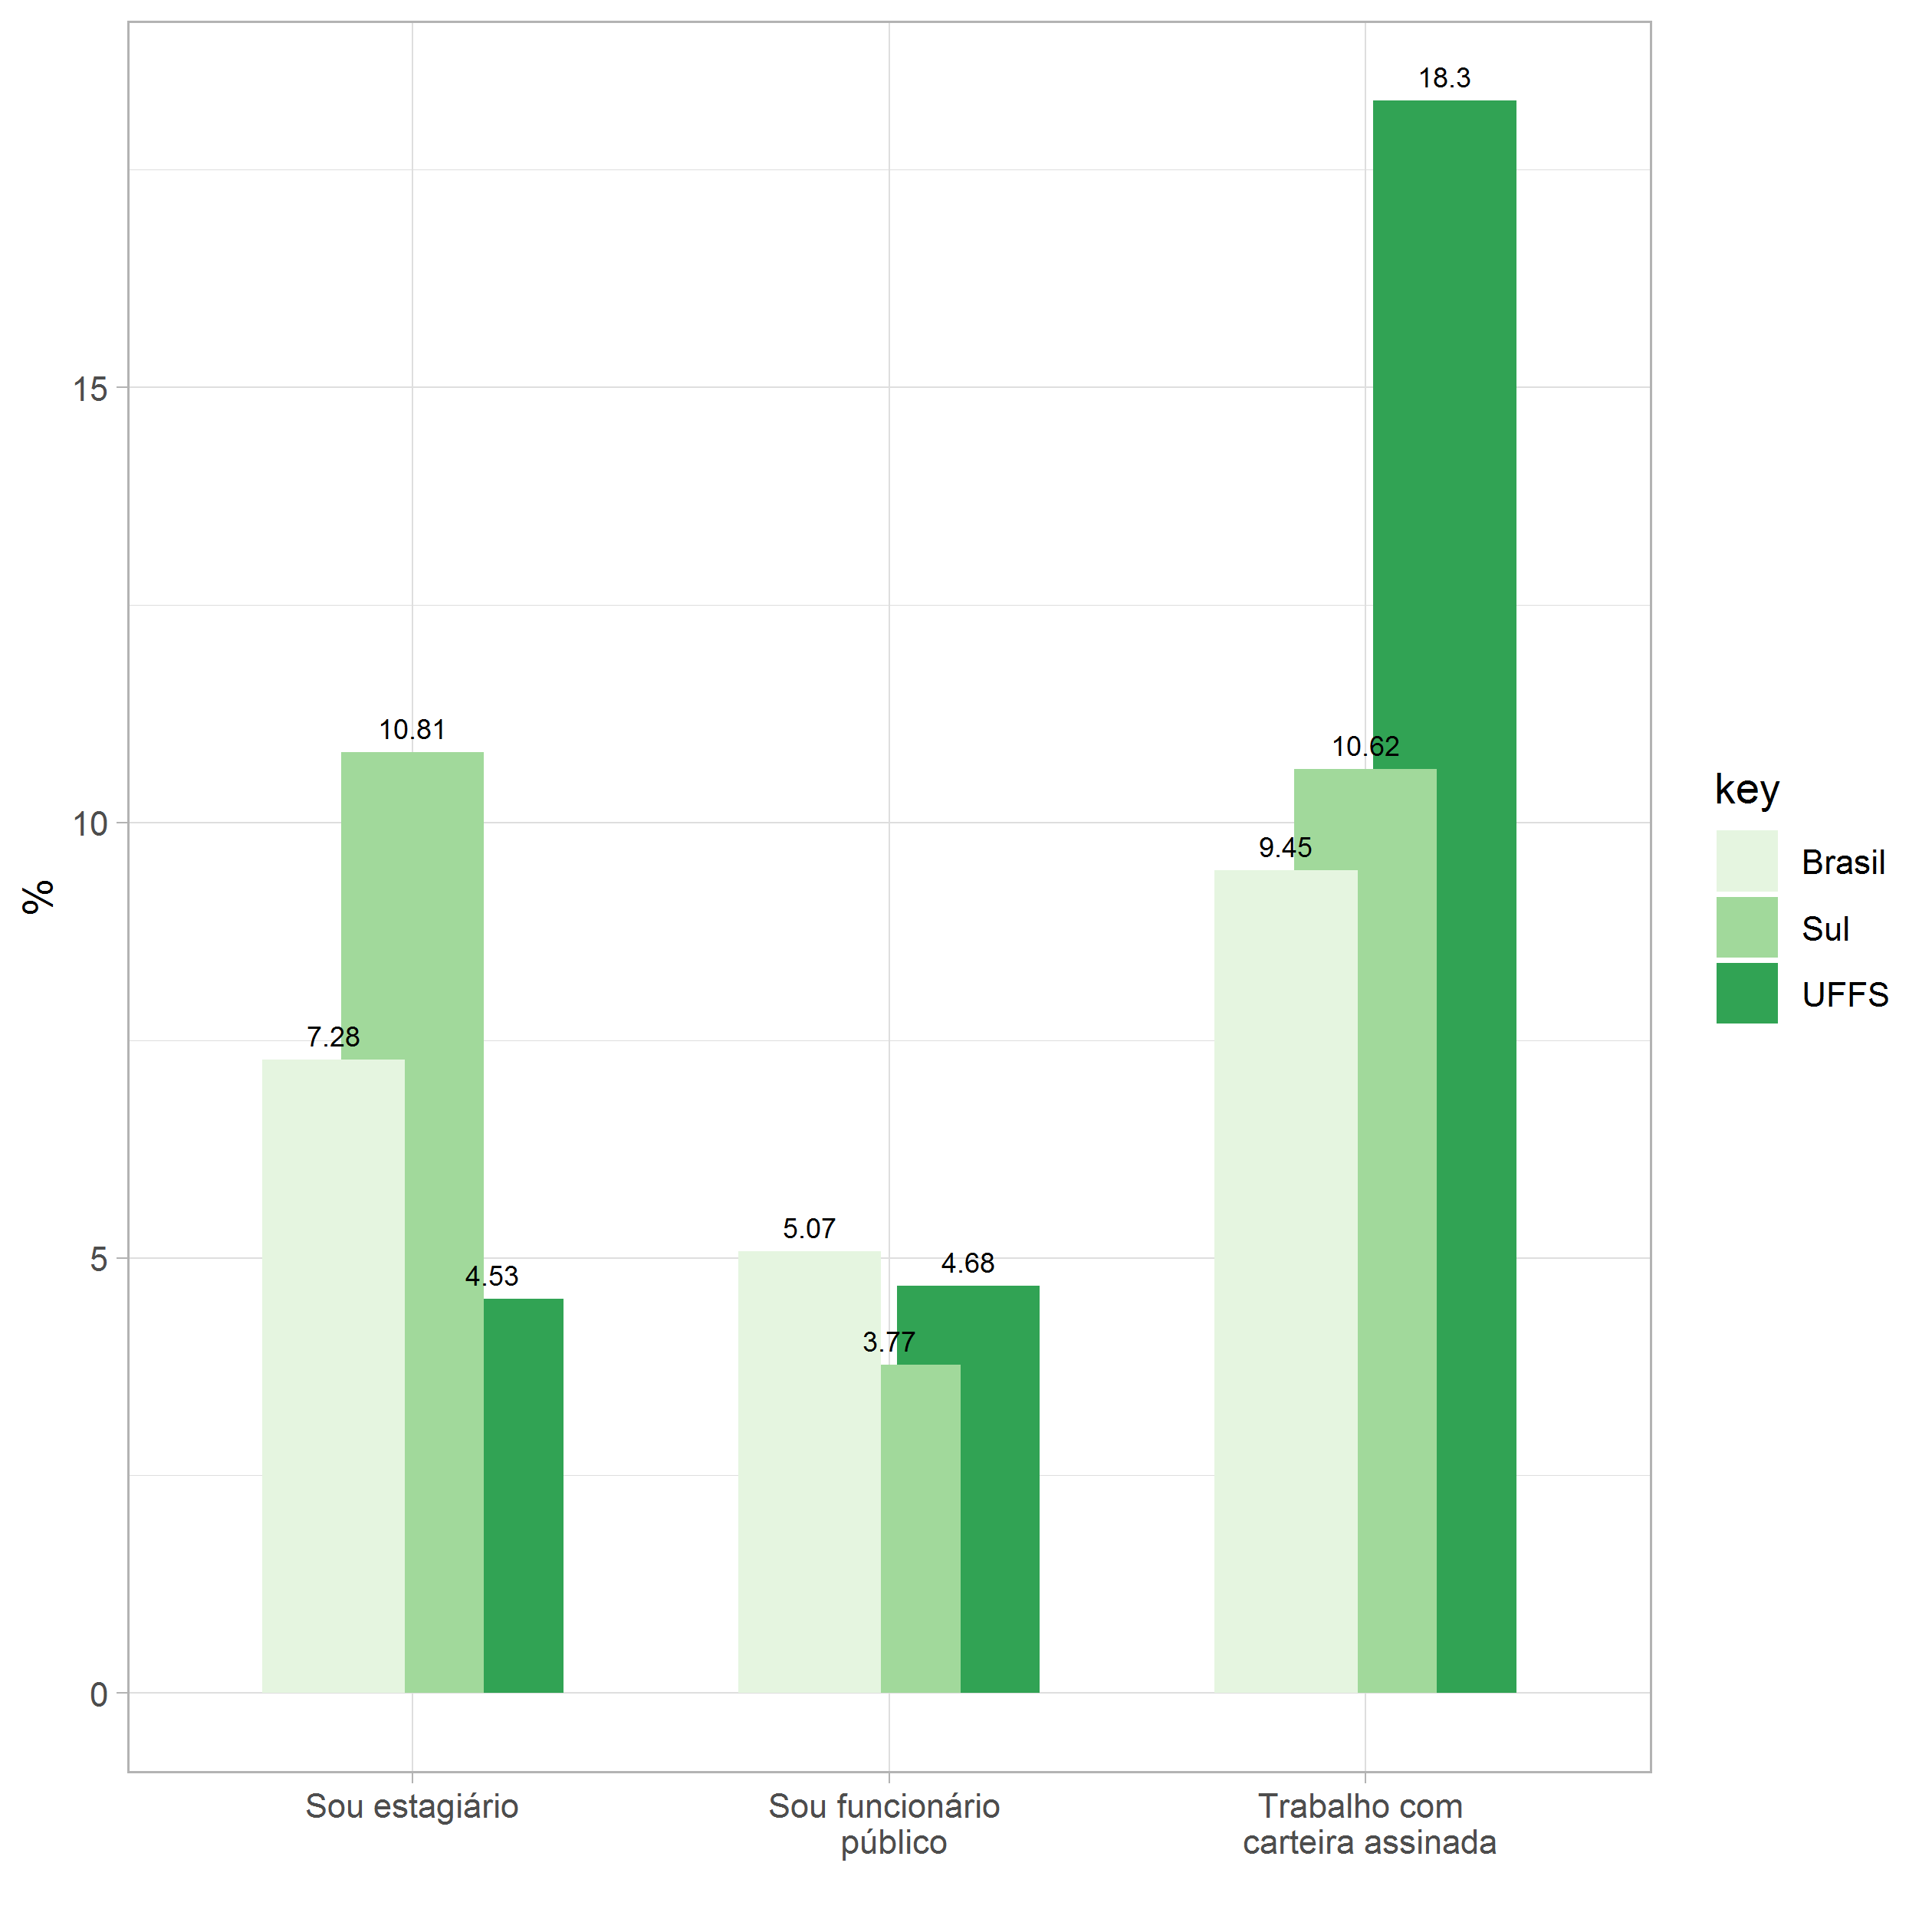 18.3
15
10.81
10.62
10
9.45
7.28
5.07
5
4.53
4.68
3.77
0
%
key
Brasil
Sul
UFFS
Sou estagiário
Sou funcionário
público
Trabalho com
carteira assinada